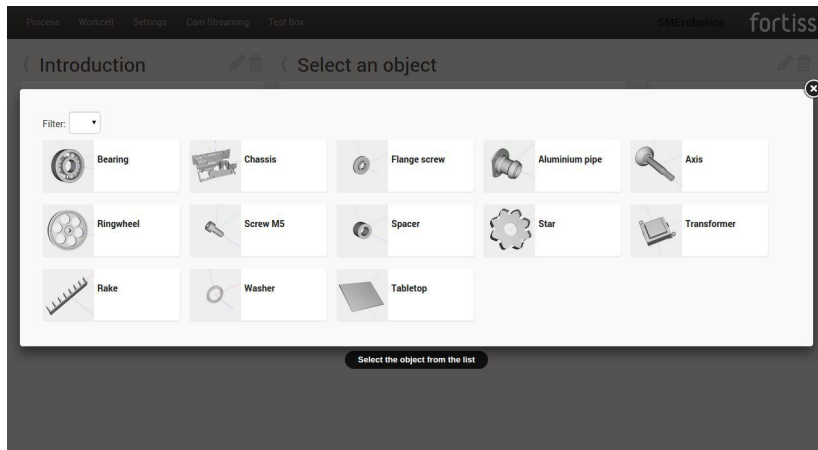 Process Workcell Settings Cam Streaming Test Box SMErobotics fortiss
Introduction Select an object
Filter:
Bearing Chassis Flange screw Aluminium pipe Axis
Ringwheel Screw M5 Spacer Star Transformer
Rake Washer Tabletop
Select the object from the list